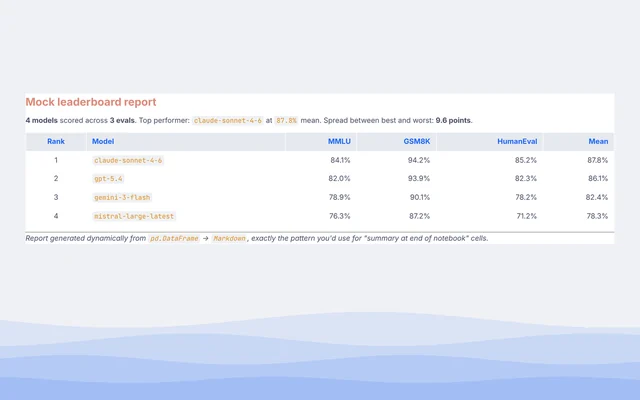 Mock leaderboard report
4 models scored across 3 evals. Top performer: claude-sonnet-4-6 at 87.8% mean. Spread between best and worst: 9.6 points.
Rank Model MMLU GSM8K HumanEval Mean
1 claude-sonnet-4-6 84.1% 94.2% 85.2% 87.8%
2 gpt-5.4 82.0% 93.9% 82.3% 86.1%
3 gemini-3-flash 78.9% 90.1% 78.2% 82.4%
4 mistral-large-latest 76.3% 87.2% 71.2% 78.3%
Report generated dynamically from pd.DataFrame → Markdown, exactly the pattern you'd use for "summary at end of notebook" cells.